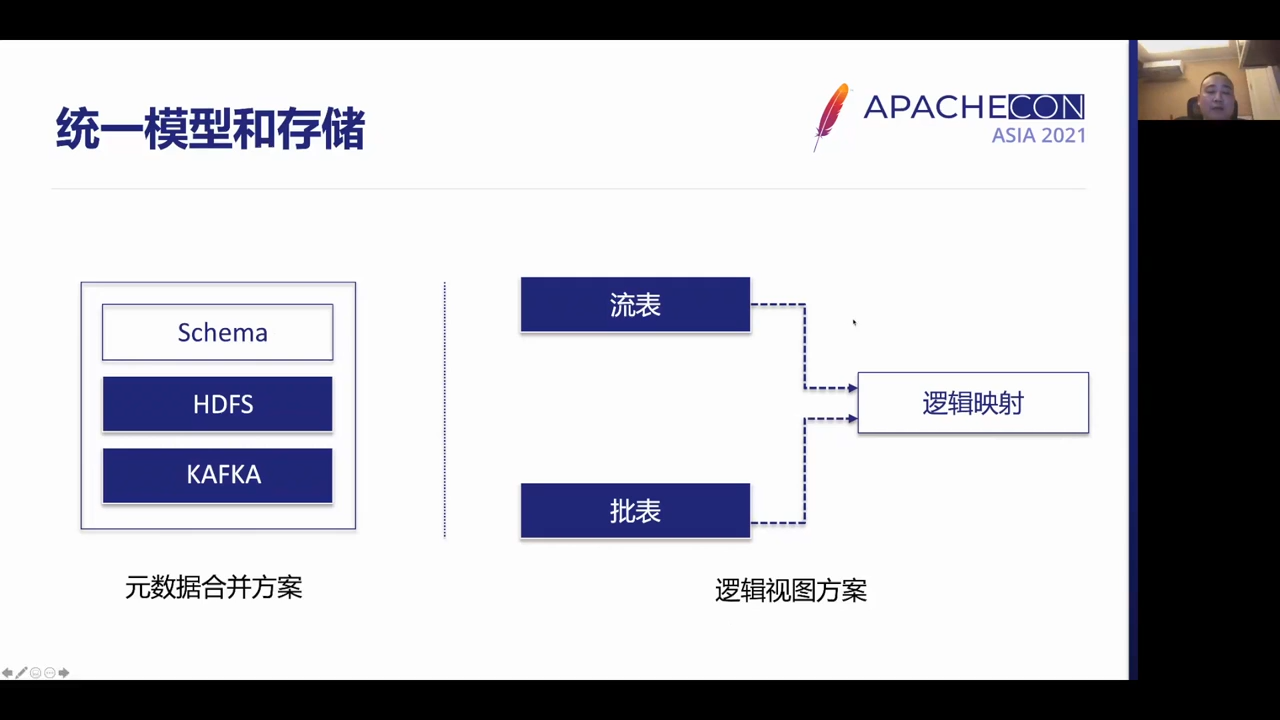 统一模型和存储
APACHECON
ASIA 2021
Schema
HDFS
KAFKA
元数据合并方案
流表
批表
逻辑映射
逻辑视图方案